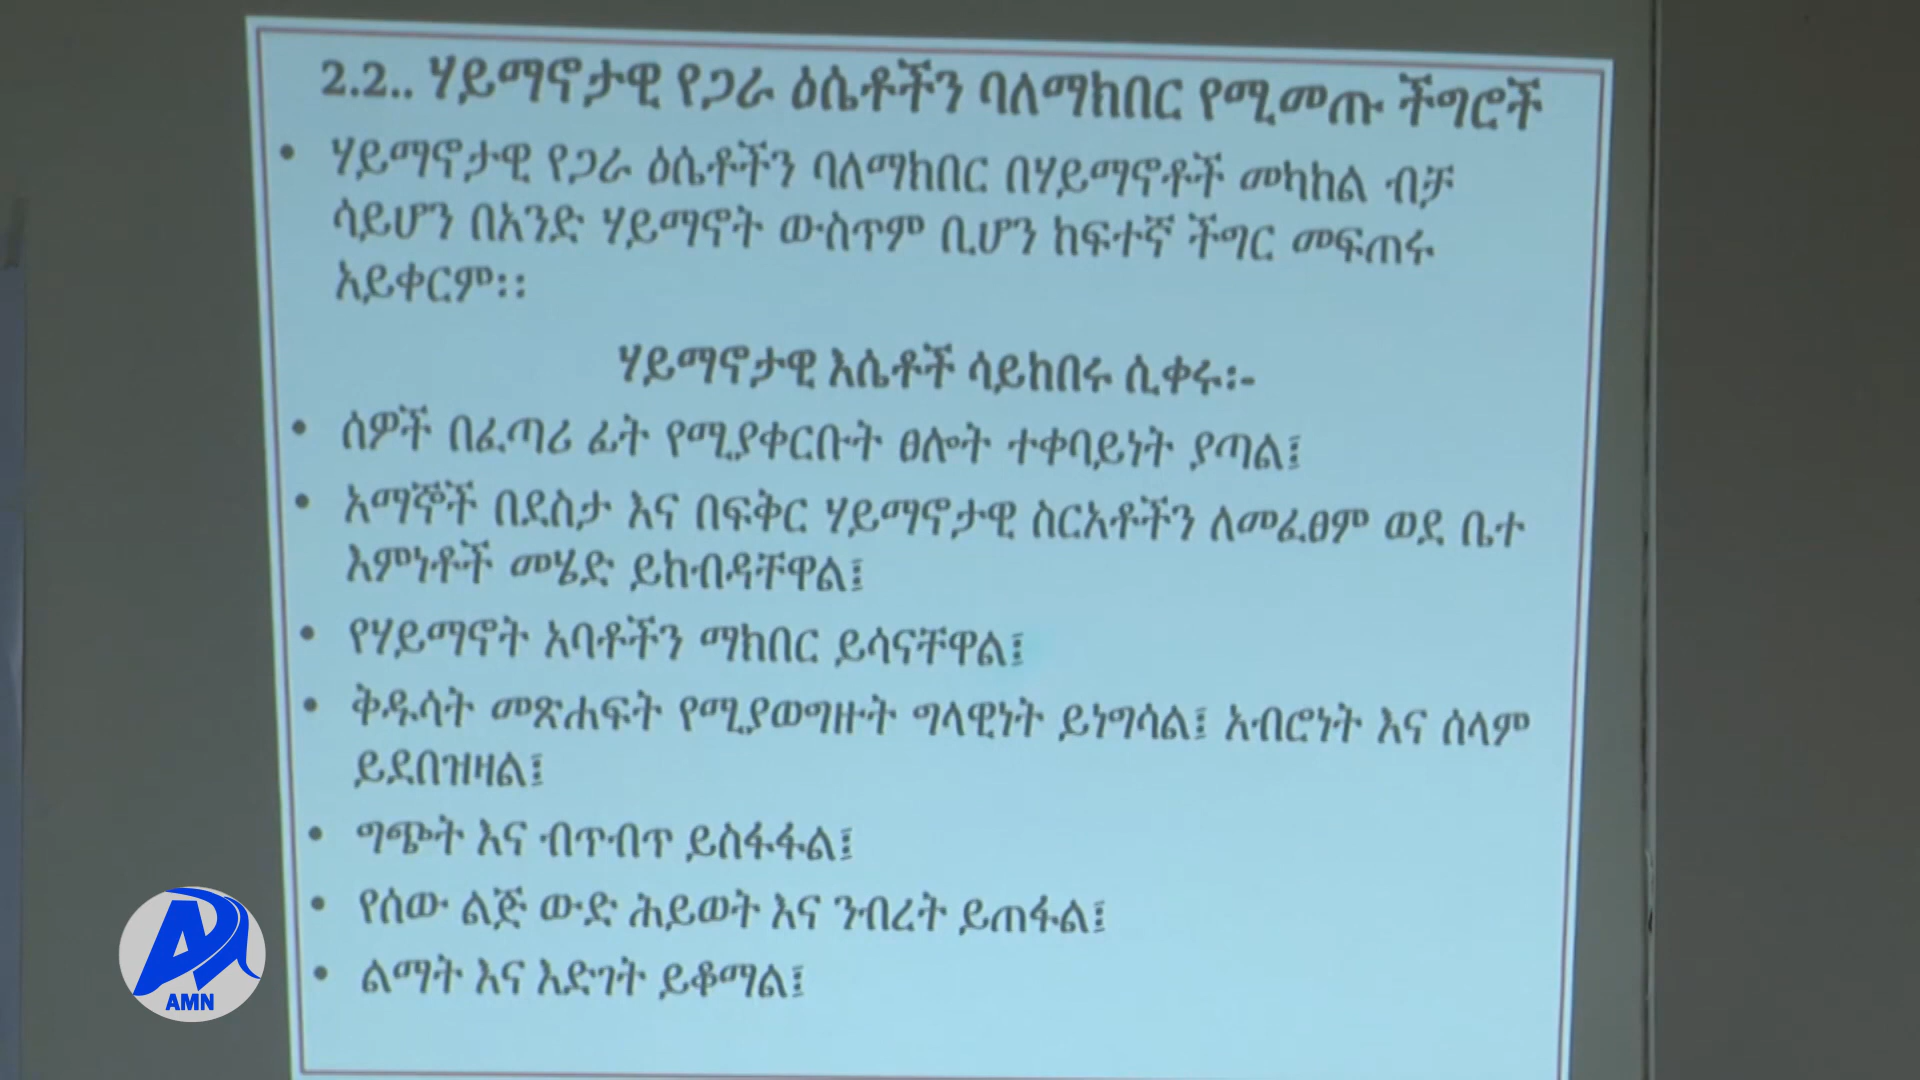 2.2.. ሃይማኖታዊ የጋራ ዕሴቶችን ባለማክበር የሚመጡ ችግሮች
• ሃይማኖታዊ የጋራ ዕሴቶችን ባለማክበር በሃይማኖቶች መካከል ብቻ
ሳይሆን በአንድ ሃይማኖት ውስጥም ቢሆን ከፍተኛ ችግር መፍጠሩ
አይቀርም፡፡
ሃይማኖታዊ እሴቶች ሳይከበሩ ሲቀሩ፡-
• ሰዎች በፈጣሪ ፊት የሚያቀርቡት ፀሎት ተቀባይነት ያጣል፤
• አማኞች በደስታ እና በፍቅር ሃይማኖታዊ ስርአቶችን ለመፈፀም ወደ ቤተ
እምነቶች መሄድ ይከብዳቸዋል፤
• የሃይማኖት አባቶችን ማክበር ይሳናቸዋል፤
• ቅዱሳት መጽሐፍት የሚያወግዙት ግላዊነት ይነግሳል፤ አብሮነት እና ሰላም
ይደበዝዛል፤
• ግጭት እና ብጥብጥ ይስፋፋል፤
• የሰው ልጅ ውድ ሕይወት እና ንብረት ይጠፋል፤
• ልማት እና እድገት ይቆማል፤
AMN